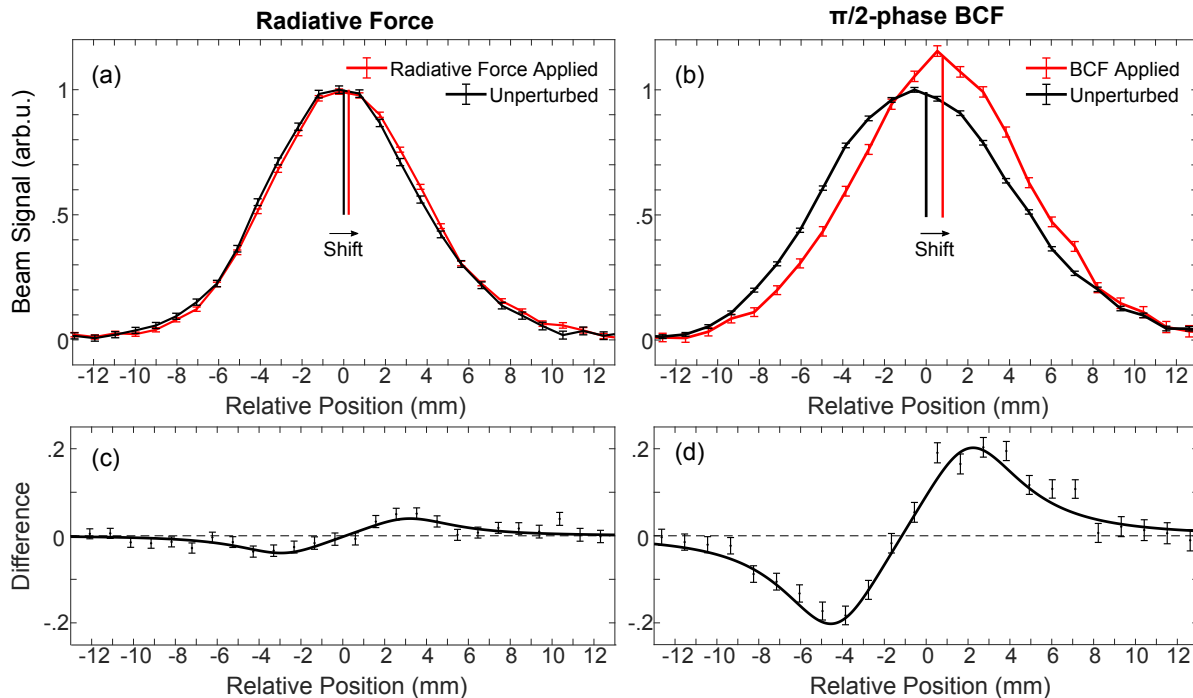 Radiative Force
π/2-phase BCF
(a)
Radiative Force Applied
Unperturbed
Shift
Beam Signal (arb.u.)
1
.5
0
-12 -10 -8 -6 -4 -2 0 2 4 6 8 10 12
Relative Position (mm)
(b)
BCF Applied
Unperturbed
Shift
1
.5
0
-12 -10 -8 -6 -4 -2 0 2 4 6 8 10 12
Relative Position (mm)
(c)
Difference
.2
0
-.2
-12 -10 -8 -6 -4 -2 0 2 4 6 8 10 12
Relative Position (mm)
(d)
.2
0
-.2
-12 -10 -8 -6 -4 -2 0 2 4 6 8 10 12
Relative Position (mm)